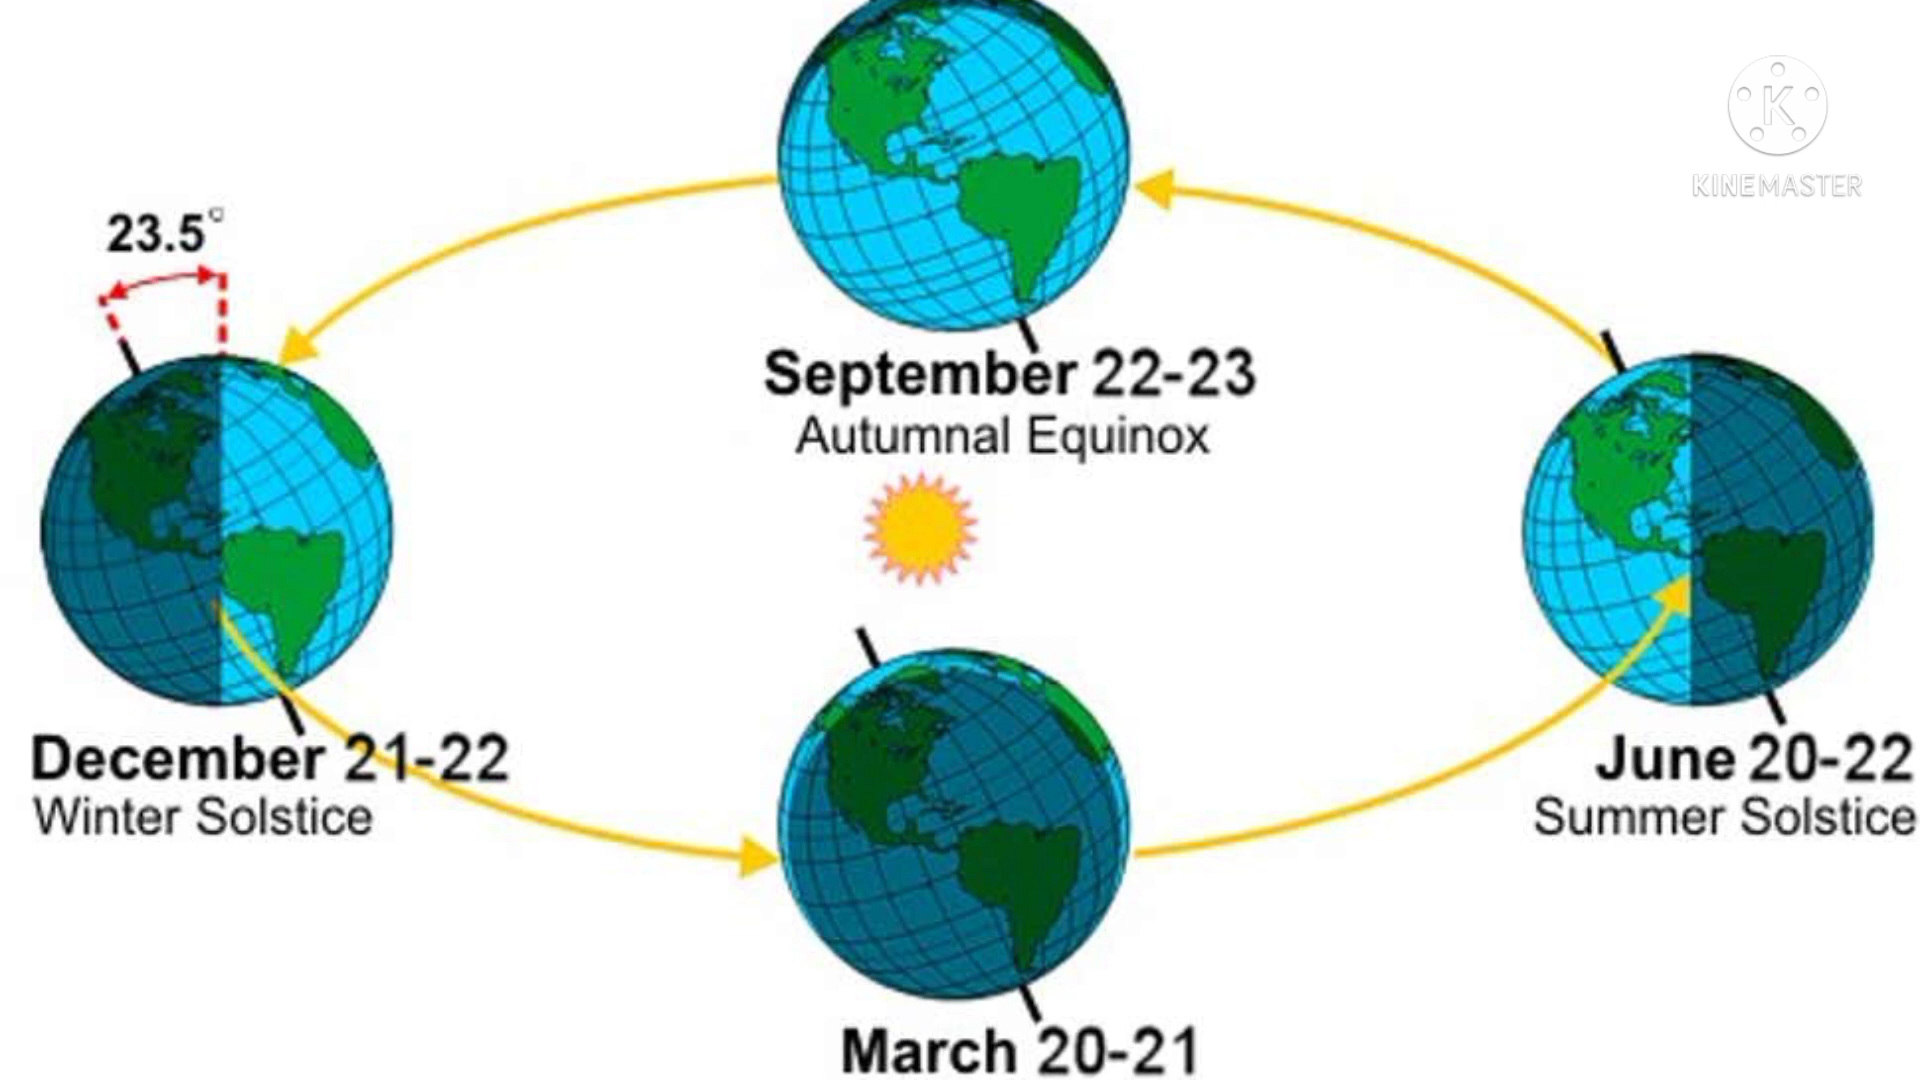 K
KINEMASTER
23.5°
September 22-23
Autumnal Equinox
December 21-22
Winter Solstice
June 20-22
Summer Solstice
March 20-21